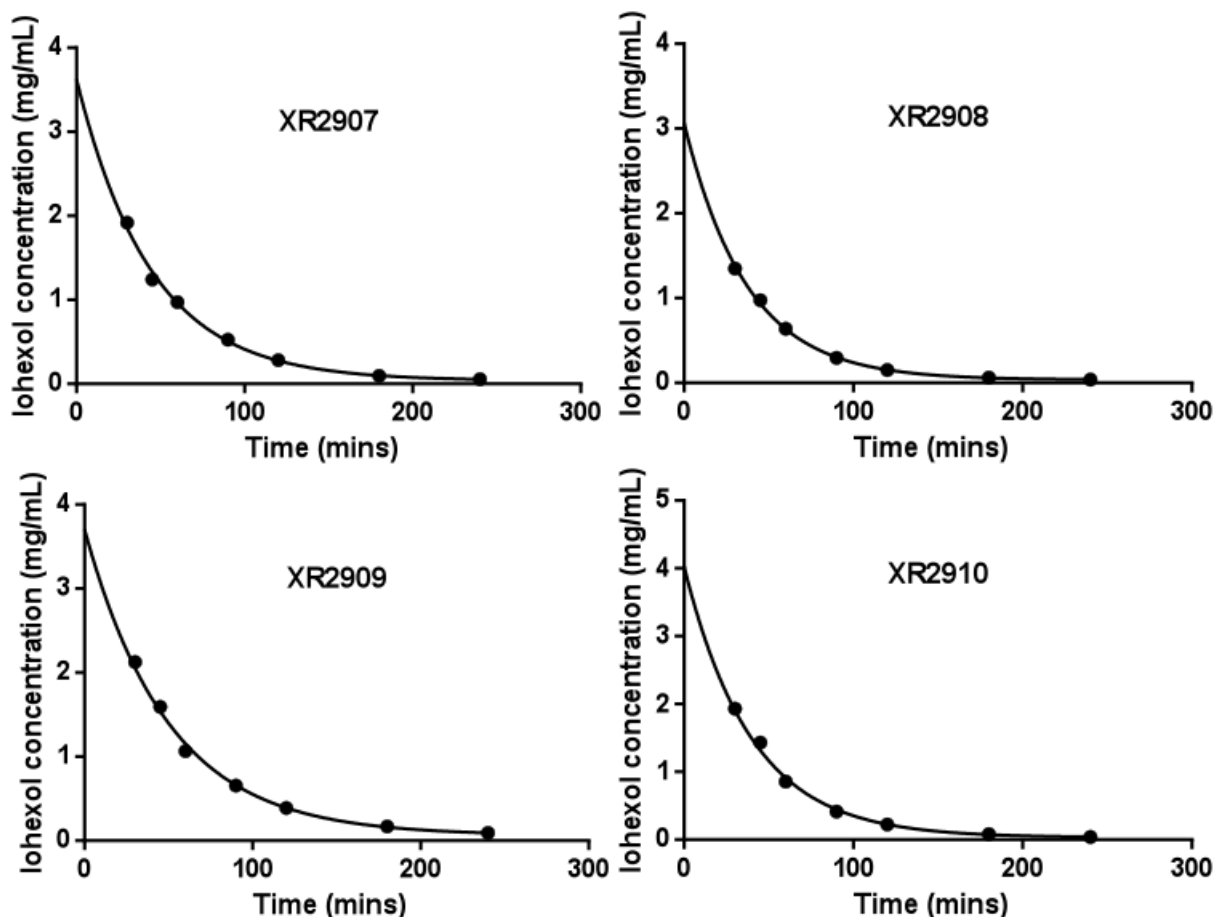 Iohexol concentration (mg/mL)
4
3
2
1
0
XR2907
0 100 200 300
Time (mins)
Iohexol concentration (mg/mL)
4
3
2
1
0
XR2908
0 100 200 300
Time (mins)
Iohexol concentration (mg/mL)
4
3
2
1
0
XR2909
0 100 200 300
Time (mins)
Iohexol concentration (mg/mL)
5
4
3
2
1
0
XR2910
0 100 200 300
Time (mins)